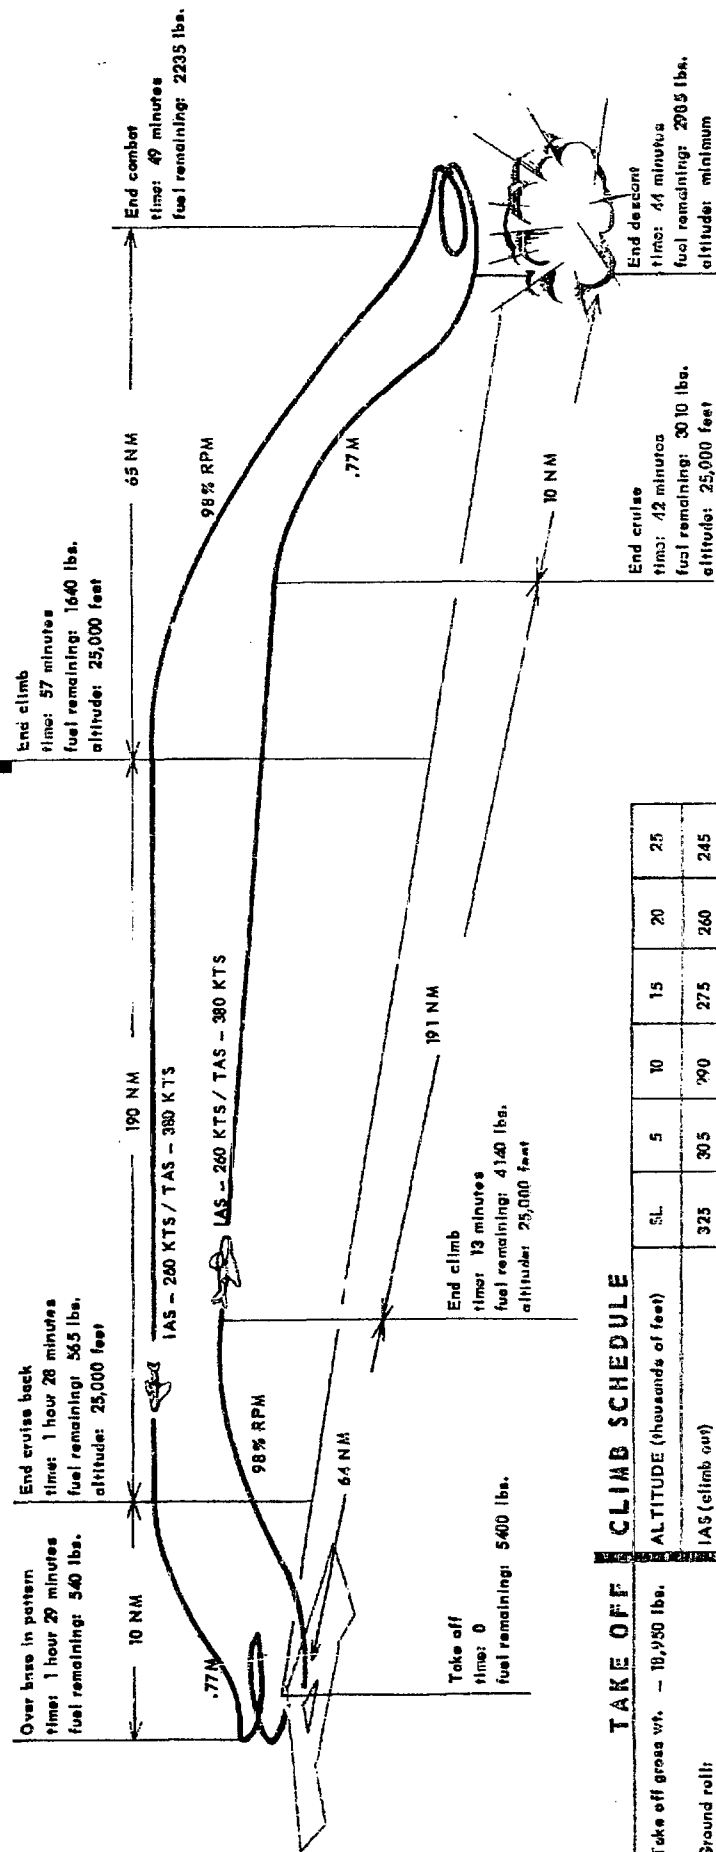 Over base in pattern
time: 1 hour 29 minutes
fuel remaining: 540 lbs.
End cruise back
time: 1 hour 28 minutes
fuel remaining: 565 lbs.
altitude: 25,000 feet
End climb
time: 57 minutes
fuel remaining: 1640 lbs.
altitude: 25,000 feet
End combat
time: 49 minutes
fuel remaining: 2235 lbs.
10 NM
190 NM
65 NM
IAS – 260 KTS / TAS – 380 KTS
98% RPM
.77M
IAS – 260 KTS / TAS – 380 KTS
98% RPM
.77M
64 NM
191 NM
10 NM
Take off
time: 0
fuel remaining: 5400 lbs.
End climb
time: 13 minutes
fuel remaining: 4140 lbs.
altitude: 25,000 feet
End cruise
time: 42 minutes
fuel remaining: 3010 lbs.
altitude: 25,000 feet
End descent
time: 44 minutes
fuel remaining: 2905 lbs.
altitude: minimum
TAKE OFF
Take off gross wt. – 18,950 lbs.
Ground roll:
CLIMB SCHEDULE
ALTITUDE (thousands of feet) SL 5 10 15 20 25
IAS (climb out) 325 305 290 275 260 245